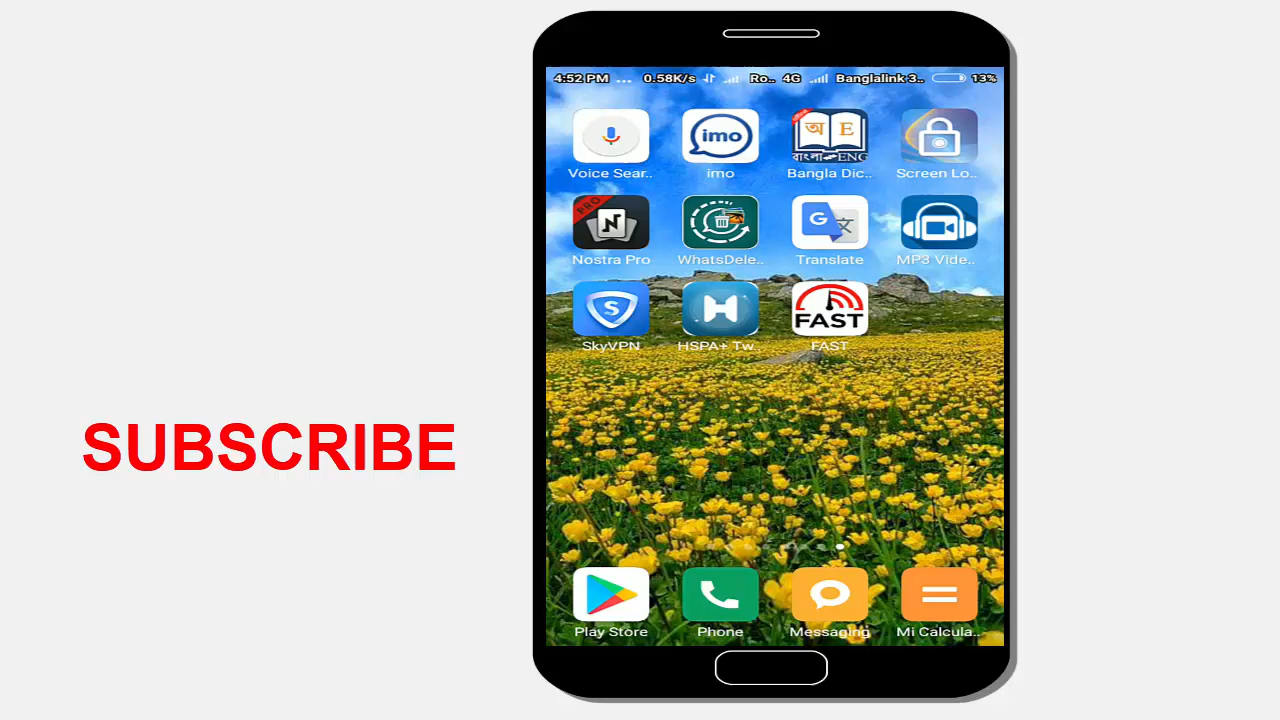 4:52 PM ... 0.58K/s Ro.. 4G Banglalink 3.. 13%
Voice Sear..
imo
imo
অ E
বাংলা ENG
Bangla Dic..
Screen Lo..
PRO
N
Nostra Pro
WhatsDele..
G 文
Translate
MP3 Vide..
S
SkyVPN
H
HSPA+ Tw..
FAST
FAST
SUBSCRIBE
Play Store
Phone
Messaging
Mi Calcula..